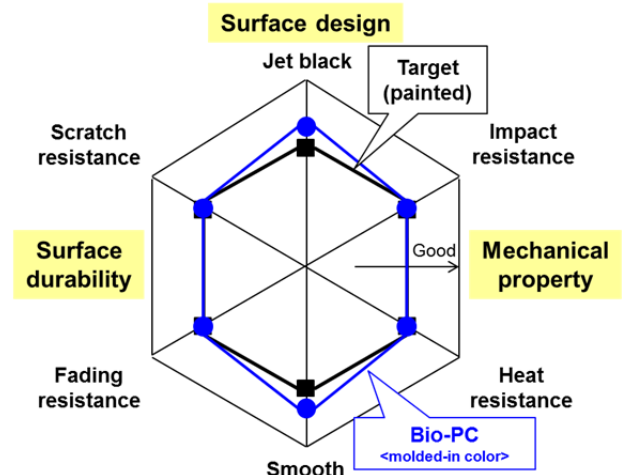 Surface design
Jet black
Target
(painted)
Scratch
resistance
Impact
resistance
Surface
durability
Good
Mechanical
property
Fading
resistance
Heat
resistance
Bio-PC
<molded-in color>
Smooth